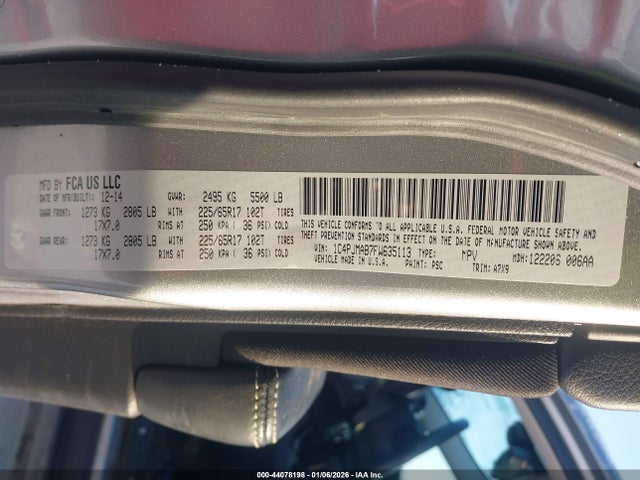 MFD BY FCA US LLC
DATE OF MFR(BUILT): 12-14 GVWR: 2495 KG 5500 LB
GAWR FRONT: 1273 KG 2805 LB WITH 225/65R17 102T TIRES
17X7.0 RIMS AT 250 KPA ( 36 PSI) COLD
GAWR REAR: 1273 KG 2805 LB WITH 225/65R17 102T TIRES
17X7.0 RIMS AT 250 KPA ( 36 PSI) COLD
THIS VEHICLE CONFORMS TO ALL APPLICABLE U.S.A. FEDERAL MOTOR VEHICLE SAFETY, BUMPER, AND
THEFT PREVENTION STANDARDS IN EFFECT ON THE DATE OF MANUFACTURE SHOWN ABOVE.
VIN: 1C4PJMAB7FW635113 TYPE: MPV MDH:122206 006AA
VEHICLE MADE IN U.S.A. PAINT: PSC TRIM: A7X9
000-44078198 - 01/06/2026 - IAA Inc.